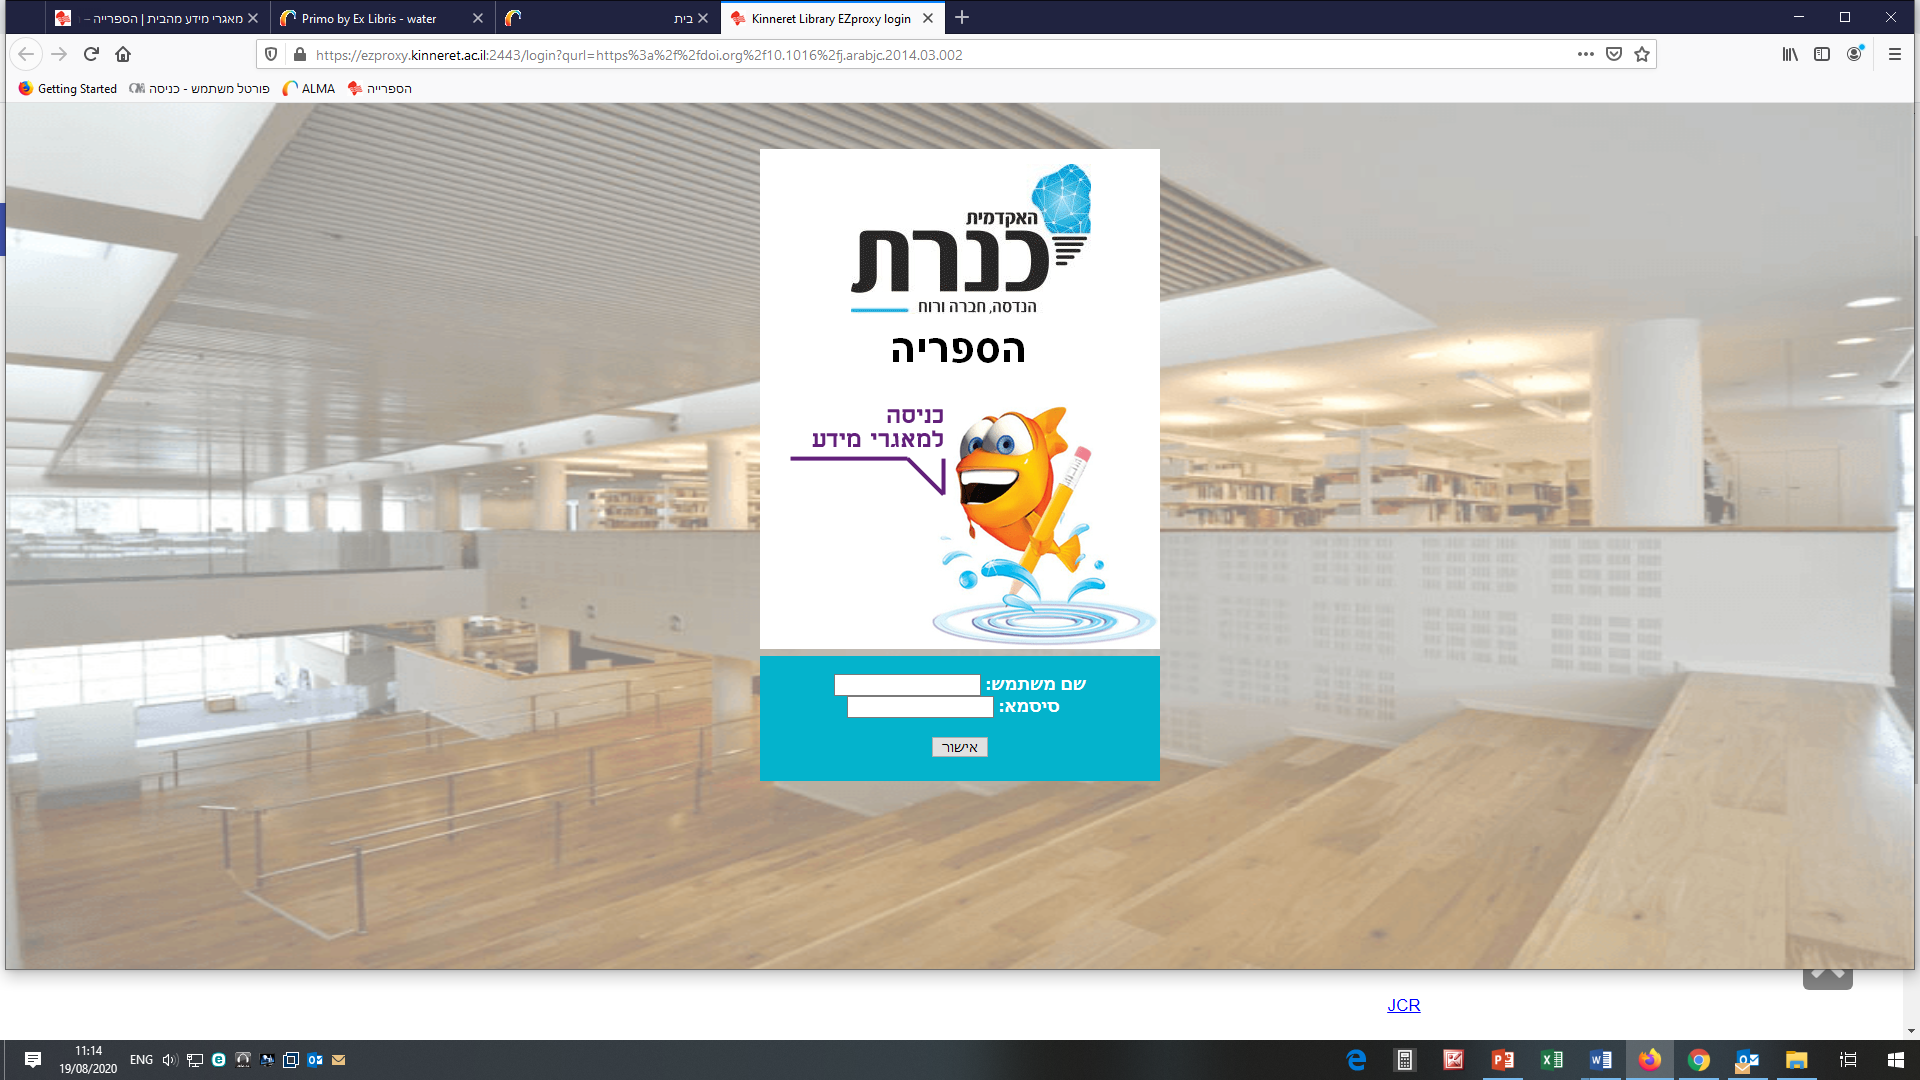 מאגרי מידע מהבית | הספרייה –
Primo by Ex Libris - water
בית
Kinneret Library EZproxy login
https://ezproxy.kinneret.ac.il:2443/login?qurl=https%3a%2f%2fdoi.org%2f10.1016%2fj.arabjc.2014.03.002
Getting Started
פורטל משתמש - כניסה
ALMA
הספרייה
האקדמית
כנרת
הנדסה, חברה ורוח
הספריה
כניסה
למאגרי מידע
שם משתמש:
סיסמא:
אישור
JCR
11:14
19/08/2020
ENG